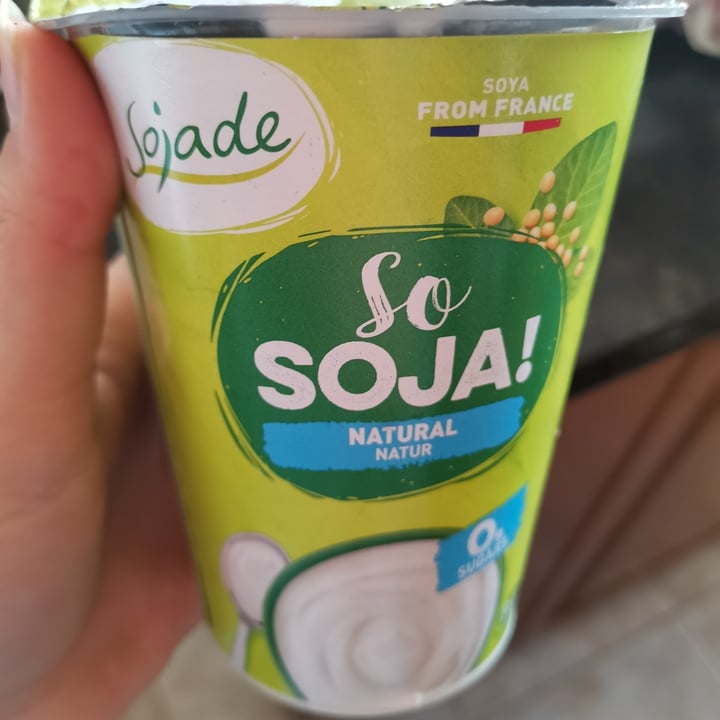 Sojade
SOYA
FROM FRANCE
So
SOJA!
NATURAL
NATUR
0%
SUGARS